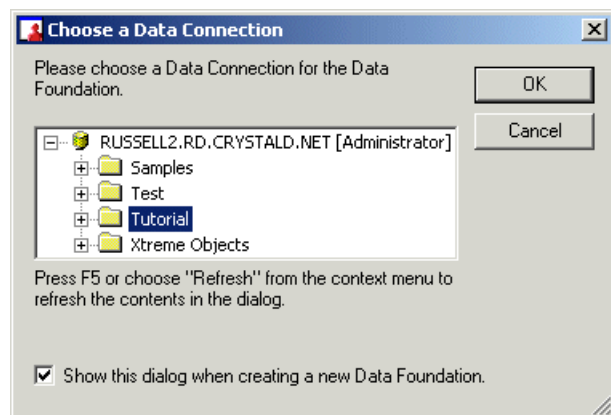 Choose a Data Connection
Please choose a Data Connection for the Data
Foundation.
OK
Cancel
RUSSELL2.RD.CRYSTALD.NET [Administrator]
Samples
Test
Tutorial
Xtreme Objects
Press F5 or choose "Refresh" from the context menu to
refresh the contents in the dialog.
Show this dialog when creating a new Data Foundation.